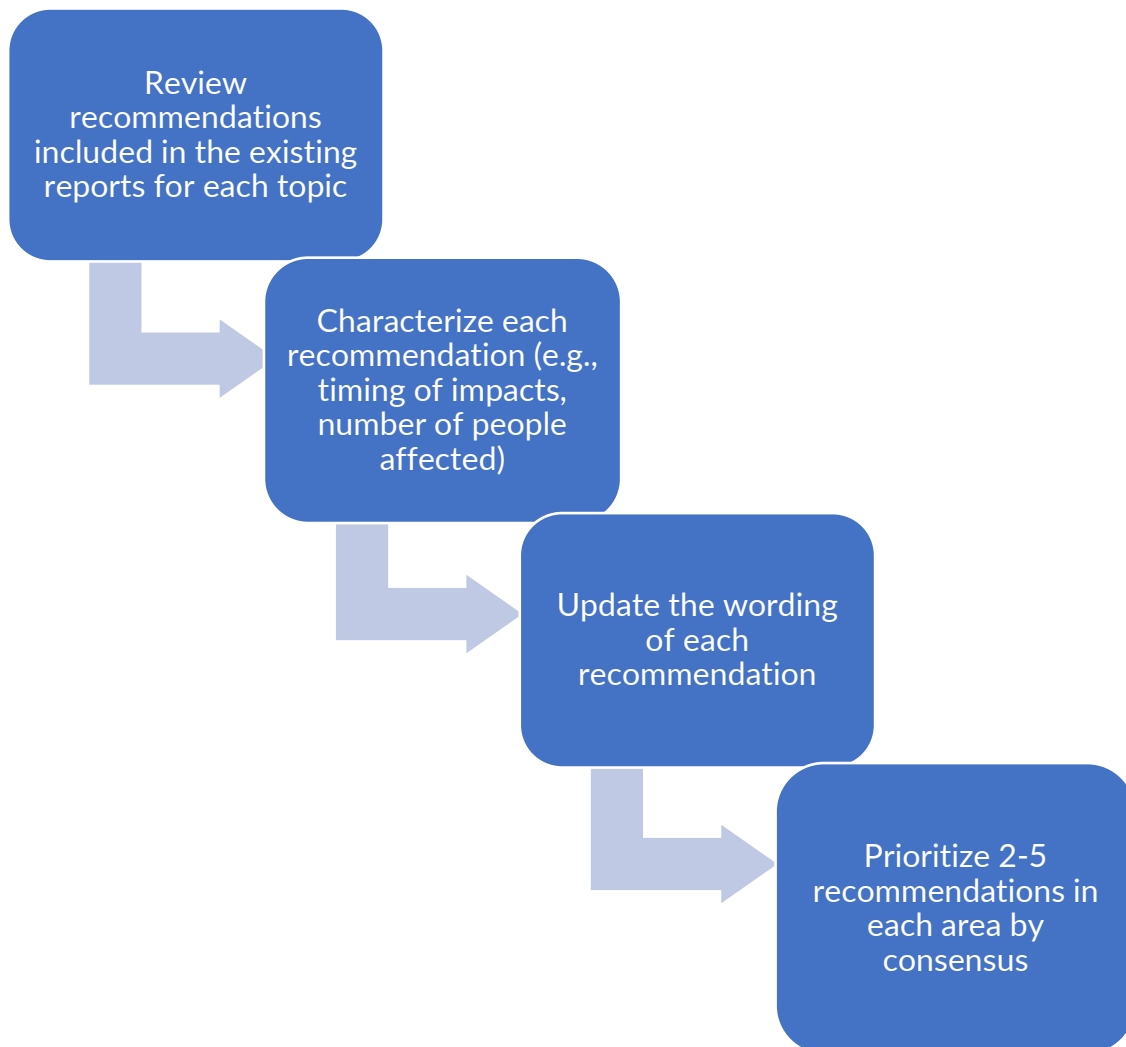 Review
recommendations
included in the existing
reports for each topic
Characterize each
recommendation (e.g.,
timing of impacts,
number of people
affected)
Update the wording
of each
recommendation
Prioritize 2-5
recommendations in
each area by
consensus